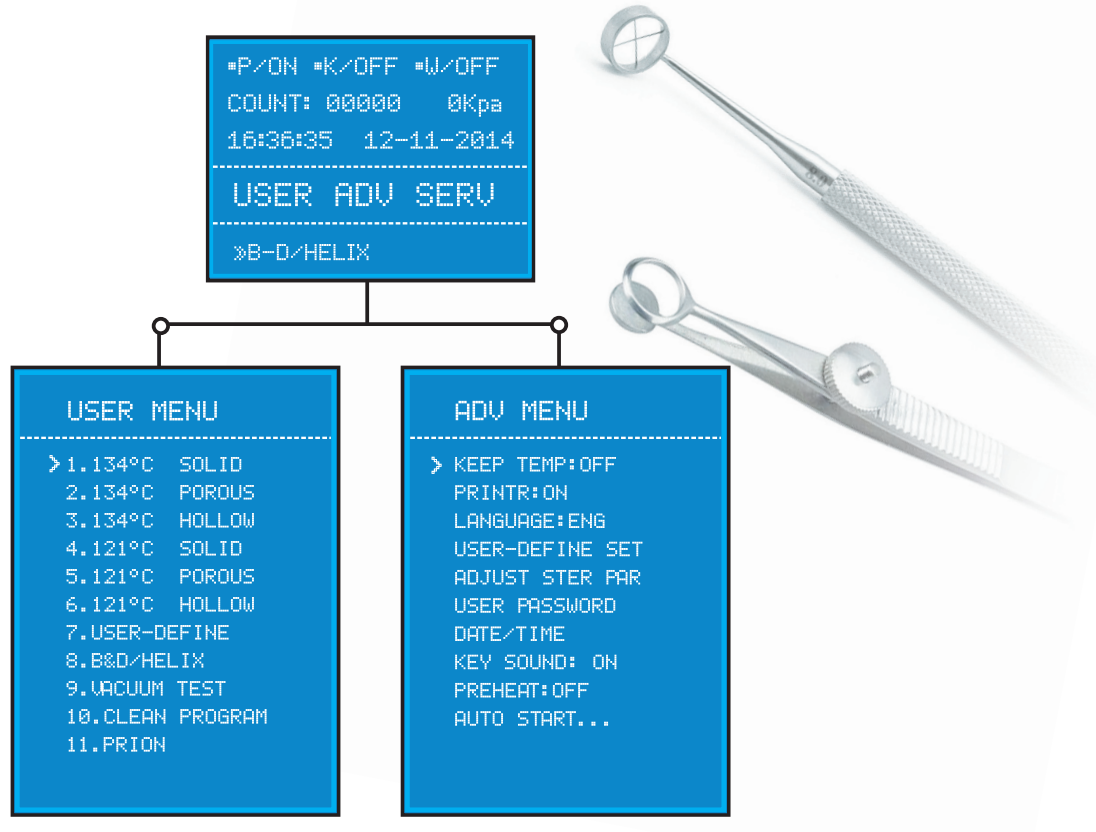 ▪P/ON ▪K/OFF ▪W/OFF
COUNT: 00000 0Kpa
16:36:35 12-11-2014
USER ADV SERV
»B-D/HELIX
USER MENU
>1.134°C SOLID
2.134°C POROUS
3.134°C HOLLOW
4.121°C SOLID
5.121°C POROUS
6.121°C HOLLOW
7.USER-DEFINE
8.B&D/HELIX
9.VACUUM TEST
10.CLEAN PROGRAM
11.PRION
ADV MENU
> KEEP TEMP:OFF
PRINTR:ON
LANGUAGE:ENG
USER-DEFINE SET
ADJUST STER PAR
USER PASSWORD
DATE/TIME
KEY SOUND: ON
PREHEAT:OFF
AUTO START...